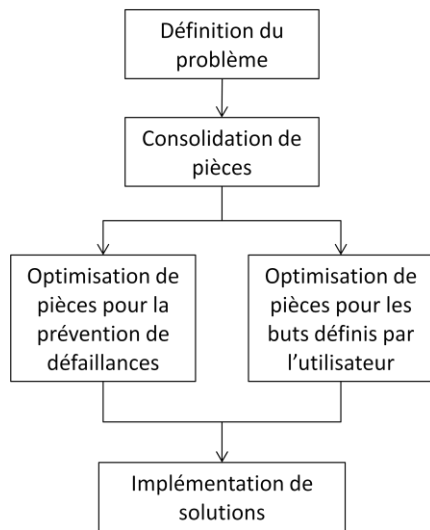 Définition du
problème
Consolidation de
pièces
Optimisation de
pièces pour la
prévention de
défaillances
Optimisation de
pièces pour les
buts définis par
l'utilisateur
Implémentation de
solutions